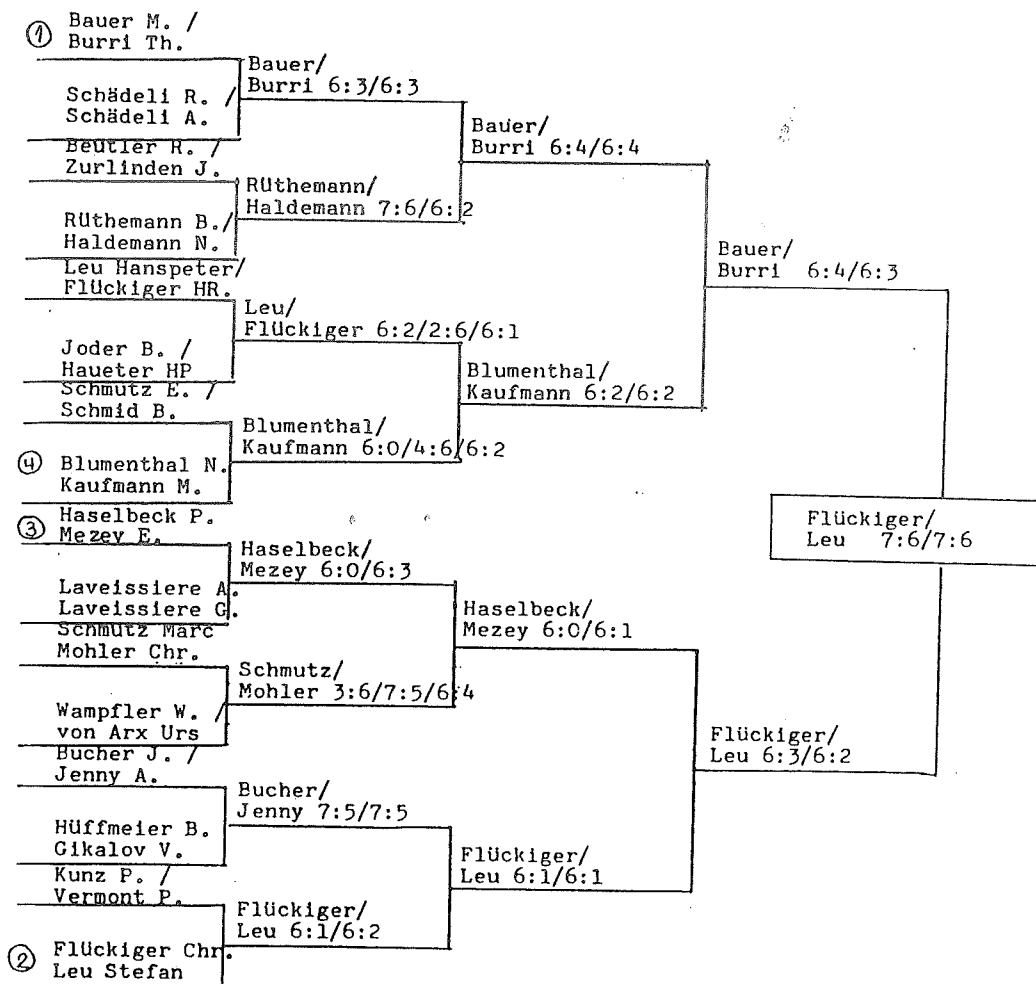 ① Bauer M. /
Burri Th.
Schädeli R. /
Schädeli A.
Beutler R. /
Zurlinden J.
Rüthemann B./
Haldemann N.
Leu Hanspeter/
Flückiger HR.
Joder B. /
Haueter HP
Schmutz E. /
Schmid B.
④ Blumenthal N.
Kaufmann M.
③ Haselbeck P.
Mezey E.
Laveissiere A.
Laveissiere G.
Schmutz Marc
Mohler Chr.
Wampfler W. /
von Arx Urs
Bucher J. /
Jenny A.
Hüffmeier B.
Gikalov V.
Kunz P. /
Vermont P.
② Flückiger Chr.
Leu Stefan
Bauer/
Burri 6:3/6:3
Rüthemann/
Haldemann 7:6/6:2
Leu/
Flückiger 6:2/2:6/6:1
Blumenthal/
Kaufmann 6:0/4:6/6:2
Haselbeck/
Mezey 6:0/6:3
Schmutz/
Mohler 3:6/7:5/6:4
Bucher/
Jenny 7:5/7:5
Flückiger/
Leu 6:1/6:2
Bauer/
Burri 6:4/6:4
Blumenthal/
Kaufmann 6:2/6:2
Haselbeck/
Mezey 6:0/6:1
Flückiger/
Leu 6:1/6:1
Bauer/
Burri 6:4/6:3
Flückiger/
Leu 6:3/6:2
Flückiger/
Leu 7:6/7:6